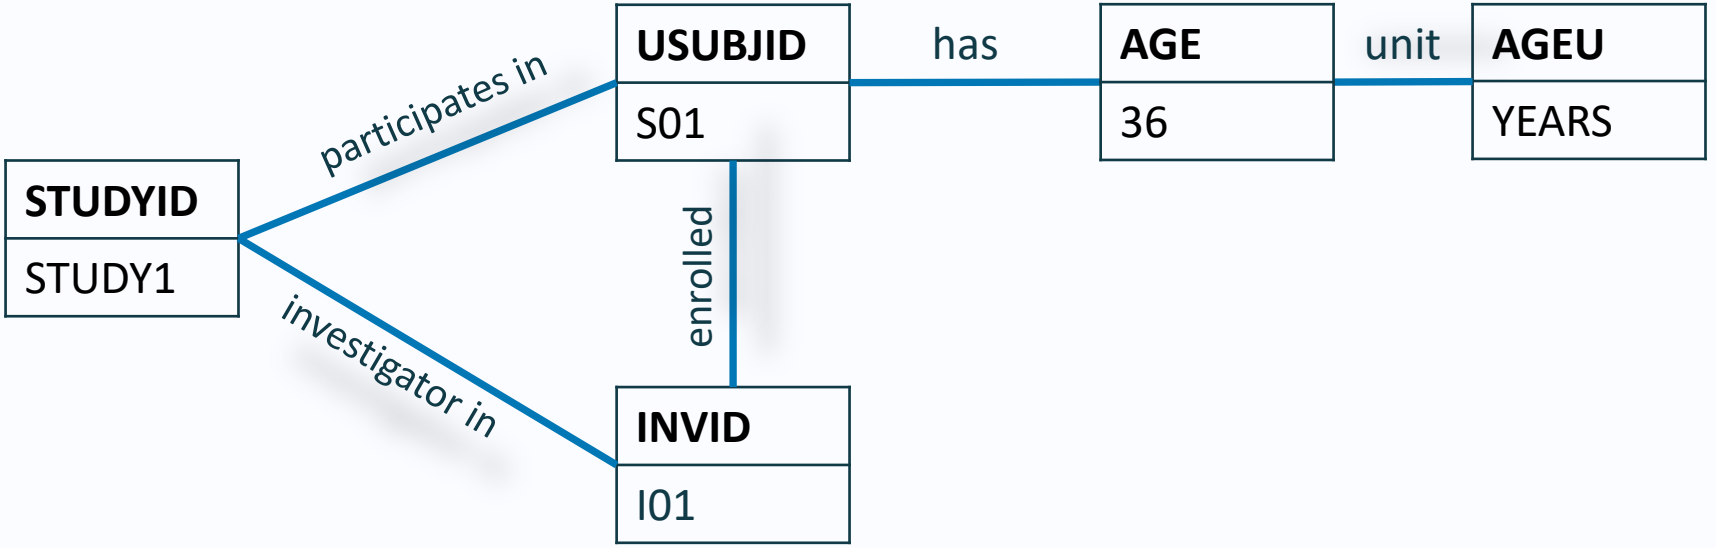 USUBJID
S01
has
AGE
36
unit
AGEU
YEARS
participates in
STUDYID
STUDY1
enrolled
investigator in
INVID
I01